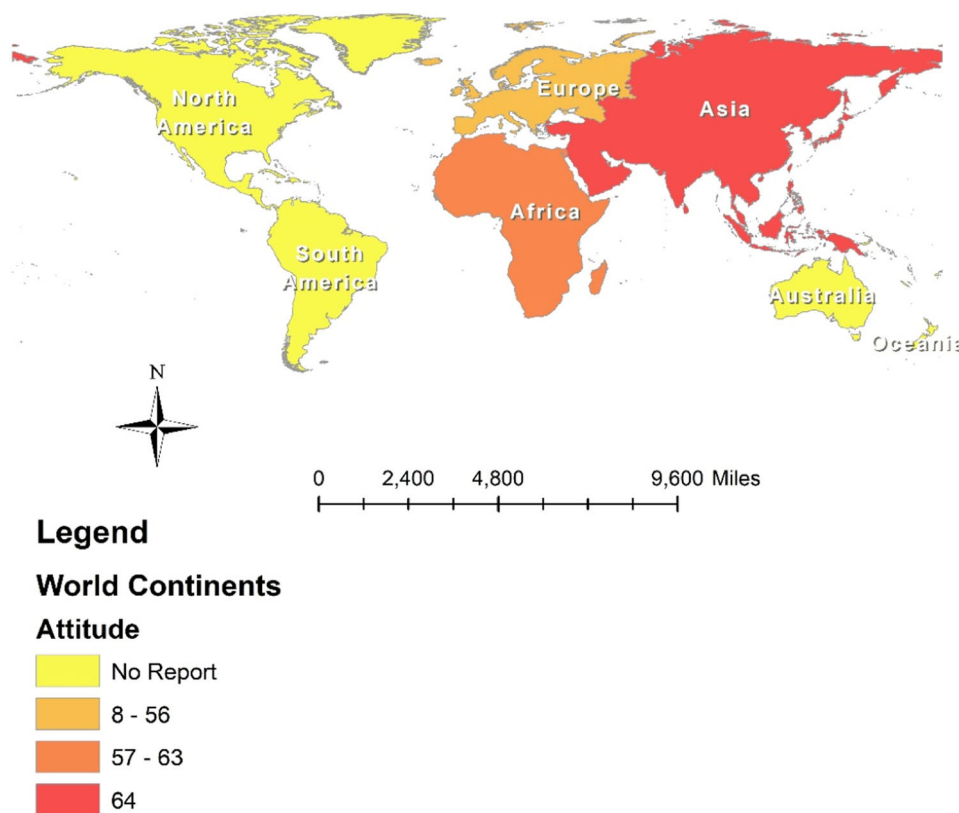 North
America
Europe
Asia
Africa
South
America
Australia
Oceania
N
0 2,400 4,800 9,600 Miles
Legend
World Continents
Attitude
No Report
8 - 56
57 - 63
64